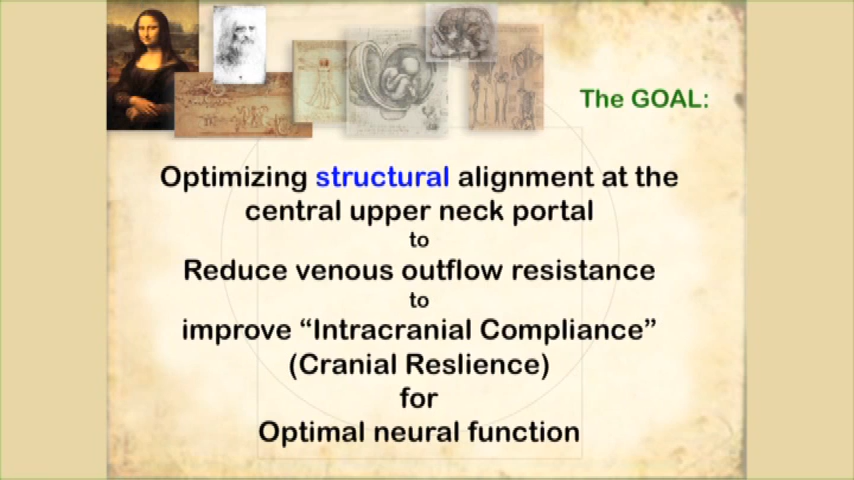 The GOAL:
Optimizing structural alignment at the
central upper neck portal
to
Reduce venous outflow resistance
to
improve “Intracranial Compliance”
(Cranial Reslience)
for
Optimal neural function